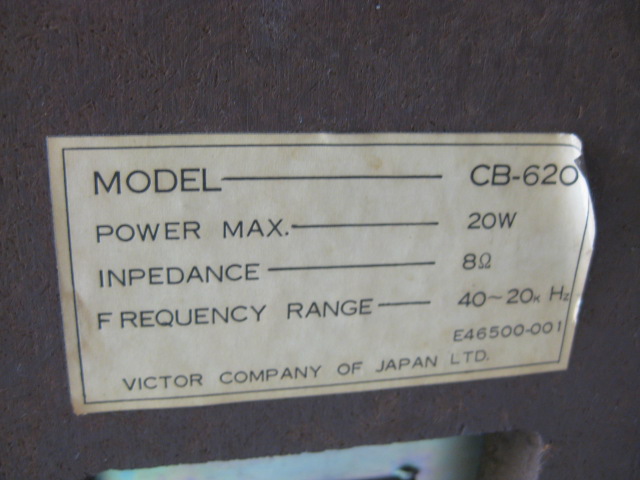 MODEL CB-620
POWER MAX. 20W
INPEDANCE 8Ω
FREQUENCY RANGE 40~20K Hz
E46500-001
VICTOR COMPANY OF JAPAN LTD.